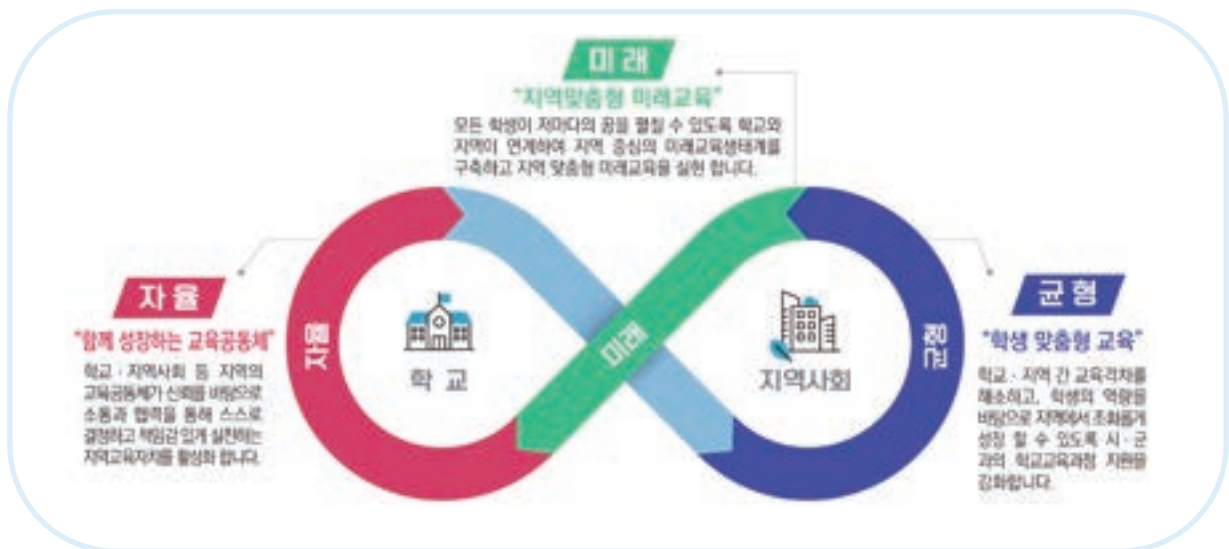 미래
"지역맞춤형 미래교육"
모든 학생이 저마다의 꿈을 펼칠 수 있도록 학교와
지역이 연계하여 지역 중심의 미래교육생태계를
구축하고 지역 맞춤형 미래교육을 실현 합니다.
자율
"함께 성장하는 교육공동체"
학교 · 지역사회 등 지역의
교육공동체가 신뢰를 바탕으로
소통과 협력을 통해 스스로
결정하고 책임감 있게 실천하는
지역교육자치를 활성화 합니다.
자율
학교
미래
지역사회
균형
균형
"학생 맞춤형 교육"
학교 · 지역 간 교육격차를
해소하고, 학생의 역량을
바탕으로 지역에서 조화롭게
성장 할 수 있도록 시·군
과의 학교교육과정 지원을
강화합니다.